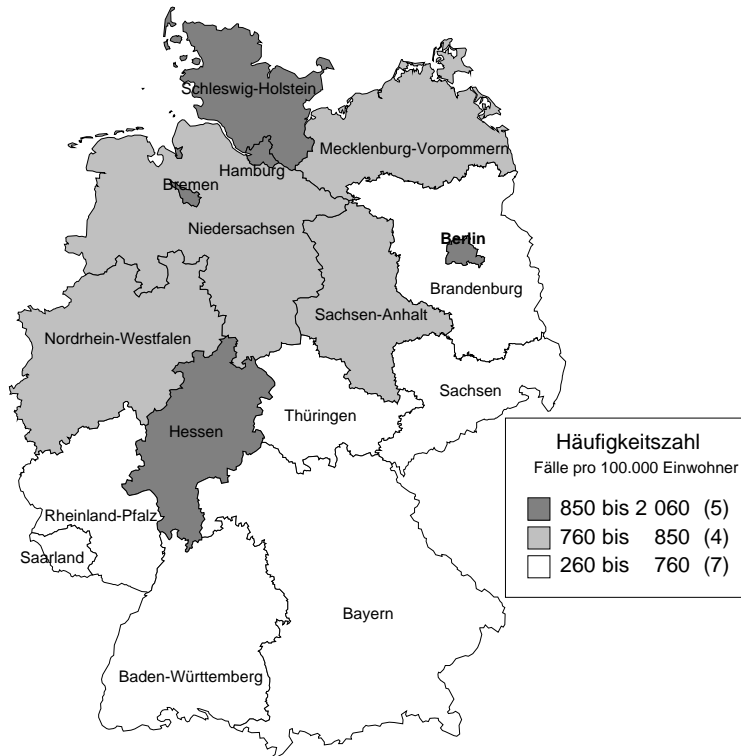 Schleswig-Holstein
Mecklenburg-Vorpommern
Hamburg
Bremen
Niedersachsen
Berlin
Brandenburg
Sachsen-Anhalt
Nordrhein-Westfalen
Sachsen
Thüringen
Hessen
Rheinland-Pfalz
Saarland
Bayern
Baden-Württemberg
Häufigkeitszahl
Fälle pro 100.000 Einwohner
850 bis 2 060 (5)
760 bis 850 (4)
260 bis 760 (7)